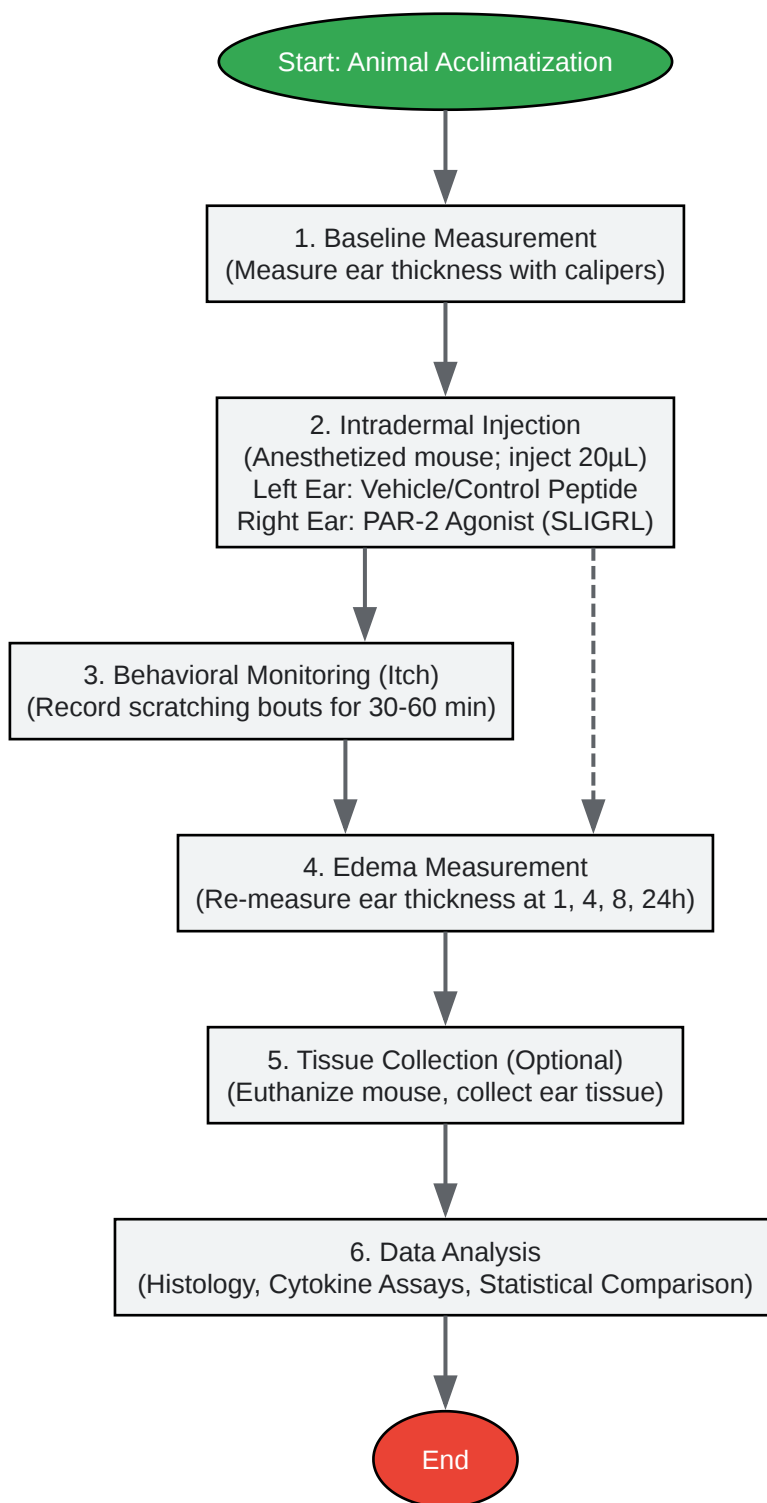 Start: Animal Acclimatization
1. Baseline Measurement
(Measure ear thickness with calipers)
2. Intradermal Injection
(Anesthetized mouse; inject 20µL)
Left Ear: Vehicle/Control Peptide
Right Ear: PAR-2 Agonist (SLIGRL)
3. Behavioral Monitoring (Itch)
(Record scratching bouts for 30-60 min)
4. Edema Measurement
(Re-measure ear thickness at 1, 4, 8, 24h)
5. Tissue Collection (Optional)
(Euthanize mouse, collect ear tissue)
6. Data Analysis
(Histology, Cytokine Assays, Statistical Comparison)
End